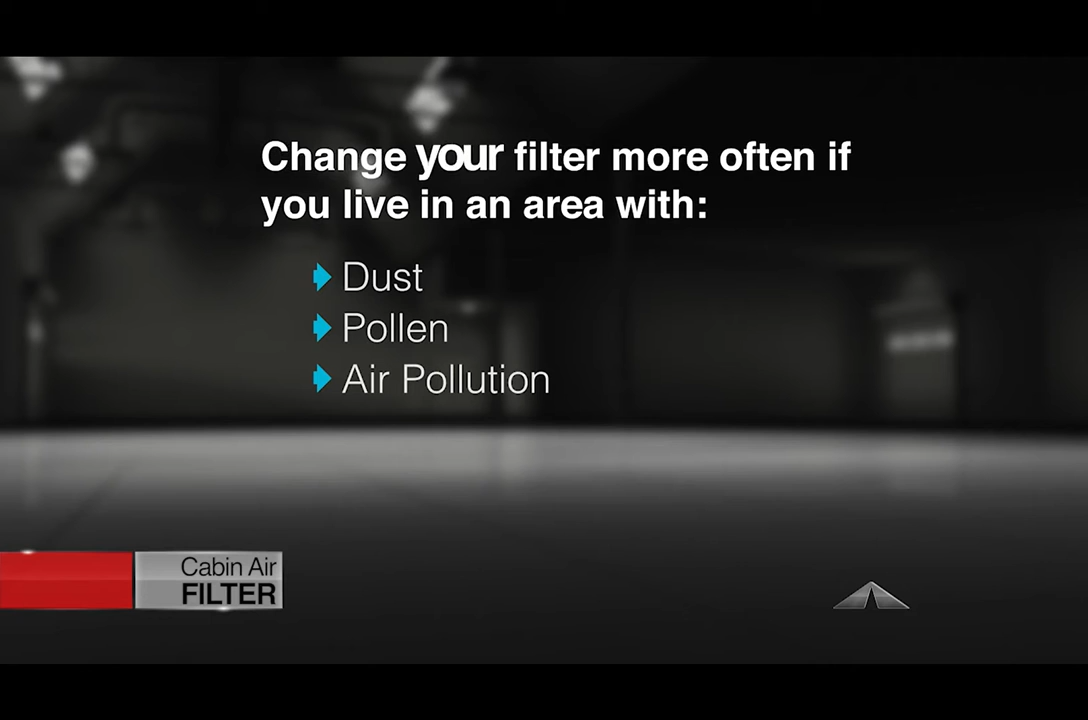 Change your filter more often if
you live in an area with:
Dust
Pollen
Air Pollution
Cabin Air
FILTER